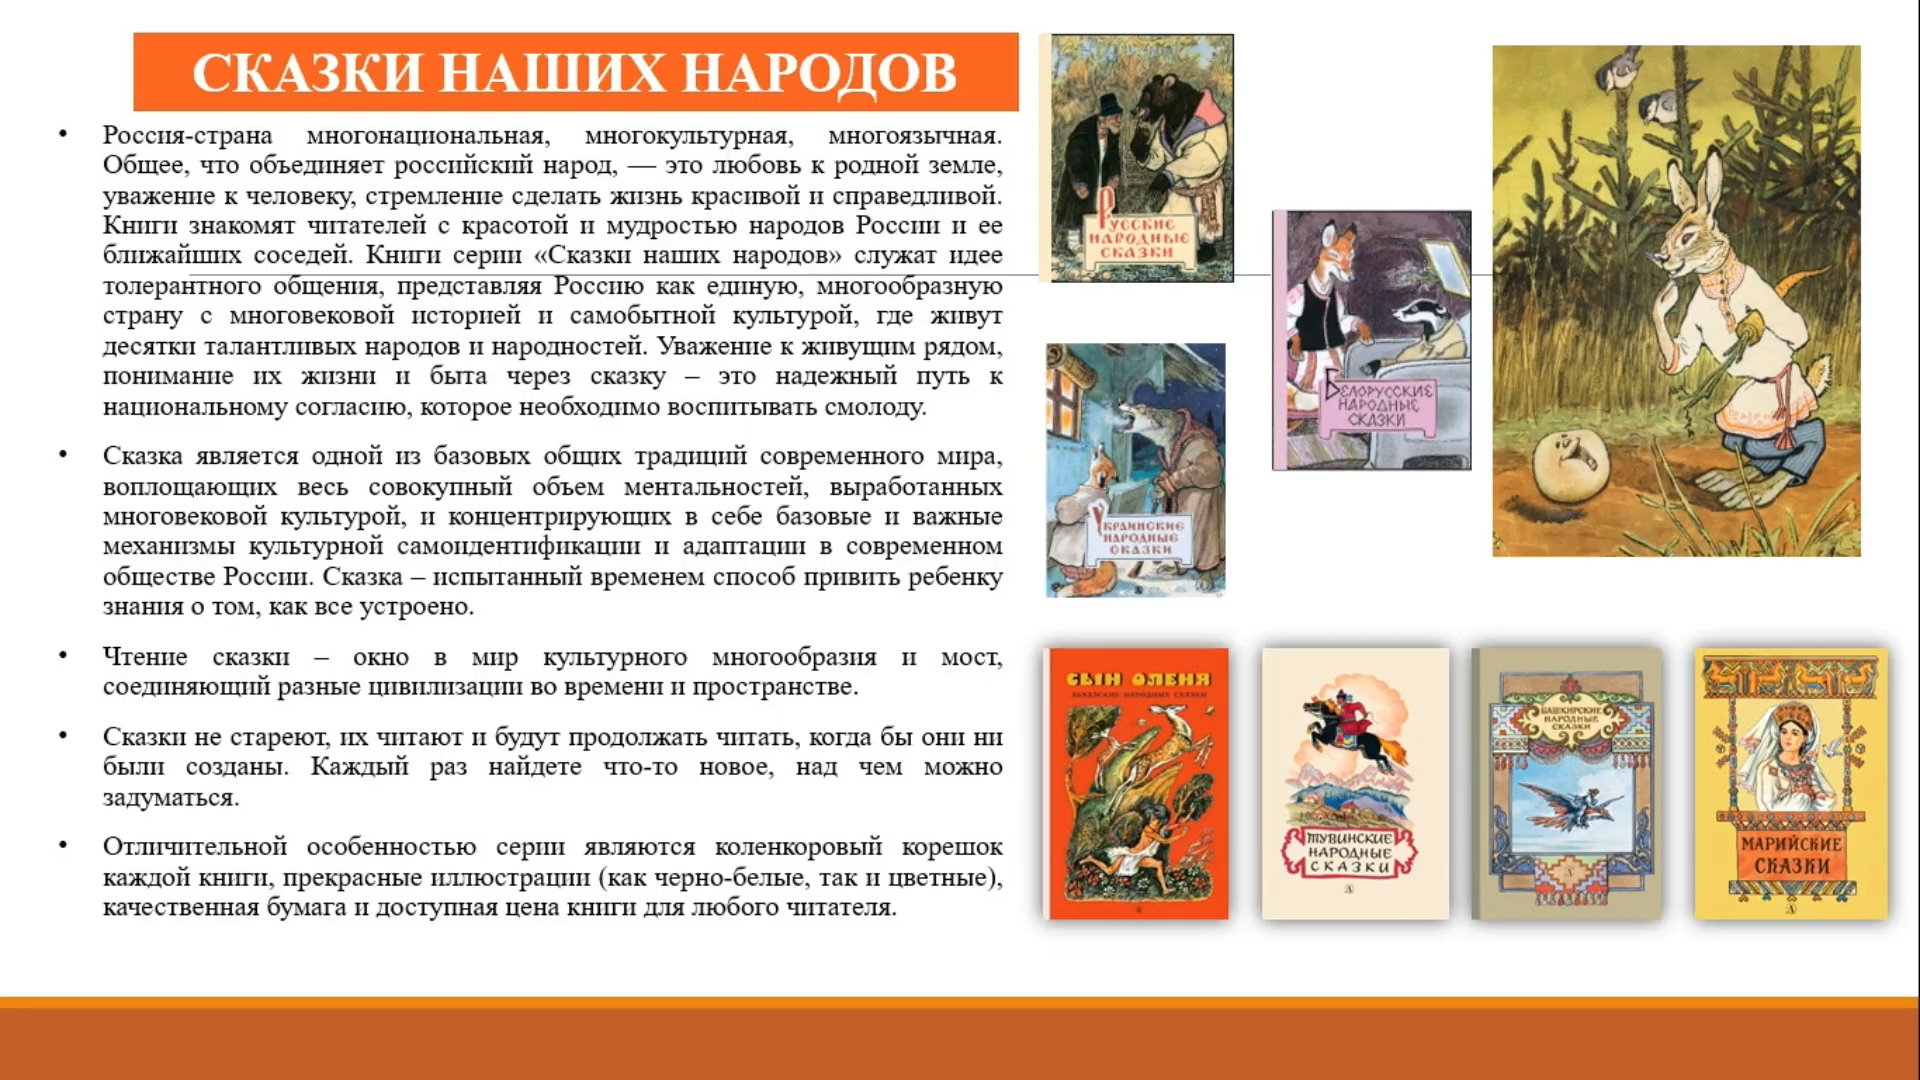 СКАЗКИ НАШИХ НАРОДОВ
• Россия-страна многонациональная, многокультурная, многоязычная.
Общее, что объединяет российский народ, — это любовь к родной земле,
уважение к человеку, стремление сделать жизнь красивой и справедливой.
Книги знакомят читателей с красотой и мудростью народов России и ее
ближайших соседей. Книги серии «Сказки наших народов» служат идее
толерантного общения, представляя Россию как единую, многообразную
страну с многовековой историей и самобытной культурой, где живут
десятки талантливых народов и народностей. Уважение к живущим рядом,
понимание их жизни и быта через сказку – это надежный путь к
национальному согласию, которое необходимо воспитывать смолоду.
• Сказка является одной из базовых общих традиций современного мира,
воплощающих весь совокупный объем ментальностей, выработанных
многовековой культурой, и концентрирующих в себе базовые и важные
механизмы культурной самоидентификации и адаптации в современном
обществе России. Сказка – испытанный временем способ привить ребенку
знания о том, как все устроено.
• Чтение сказки – окно в мир культурного многообразия и мост,
соединяющий разные цивилизации во времени и пространстве.
• Сказки не стареют, их читают и будут продолжать читать, когда бы они ни
были созданы. Каждый раз найдете что-то новое, над чем можно
задуматься.
• Отличительной особенностью серии являются коленкоровый корешок
каждой книги, прекрасные иллюстрации (как черно-белые, так и цветные),
качественная бумага и доступная цена книги для любого читателя.
Русские
народные
сказки
Белорусские
народные
сказки
Украинские
народные
сказки
СЫН ОЛЕНЯ
НАРОДНЫЕ СКАЗКИ
ТУВИНСКИЕ
НАРОДНЫЕ
СКАЗКИ
БАШКИРСКИЕ
НАРОДНЫЕ
СКАЗКИ
МАРИЙСКИЕ
СКАЗКИ